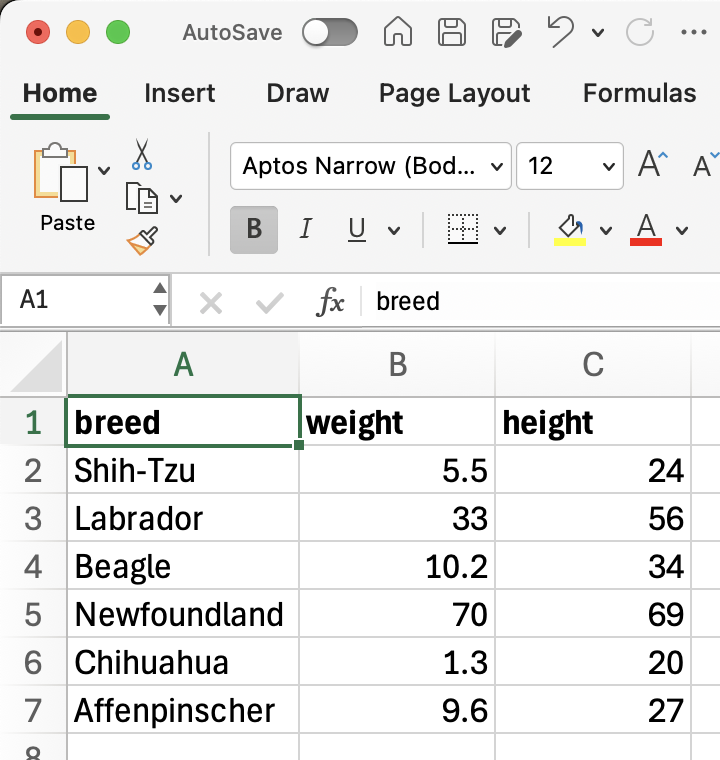 AutoSave
Home Insert Draw Page Layout Formulas
Paste
Aptos Narrow (Bod... 12 A A
B I U A
A1 fx breed
A B C
1 breed weight height
2 Shih-Tzu 5.5 24
3 Labrador 33 56
4 Beagle 10.2 34
5 Newfoundland 70 69
6 Chihuahua 1.3 20
7 Affenpinscher 9.6 27
8